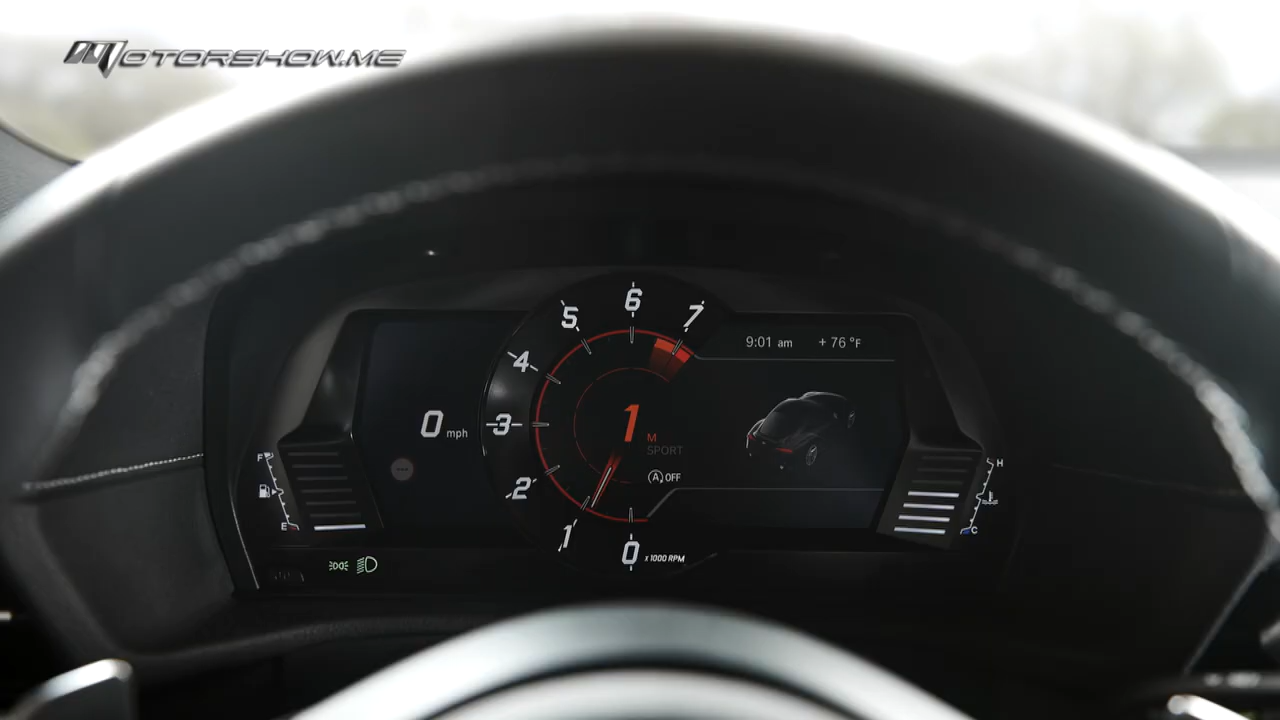 MOTORSHOW.ME
6
5
7
4
9:01 am
+ 76 °F
0 mph
3
1
M
SPORT
A OFF
F
H
2
E
C
1
0
x 1000 RPM